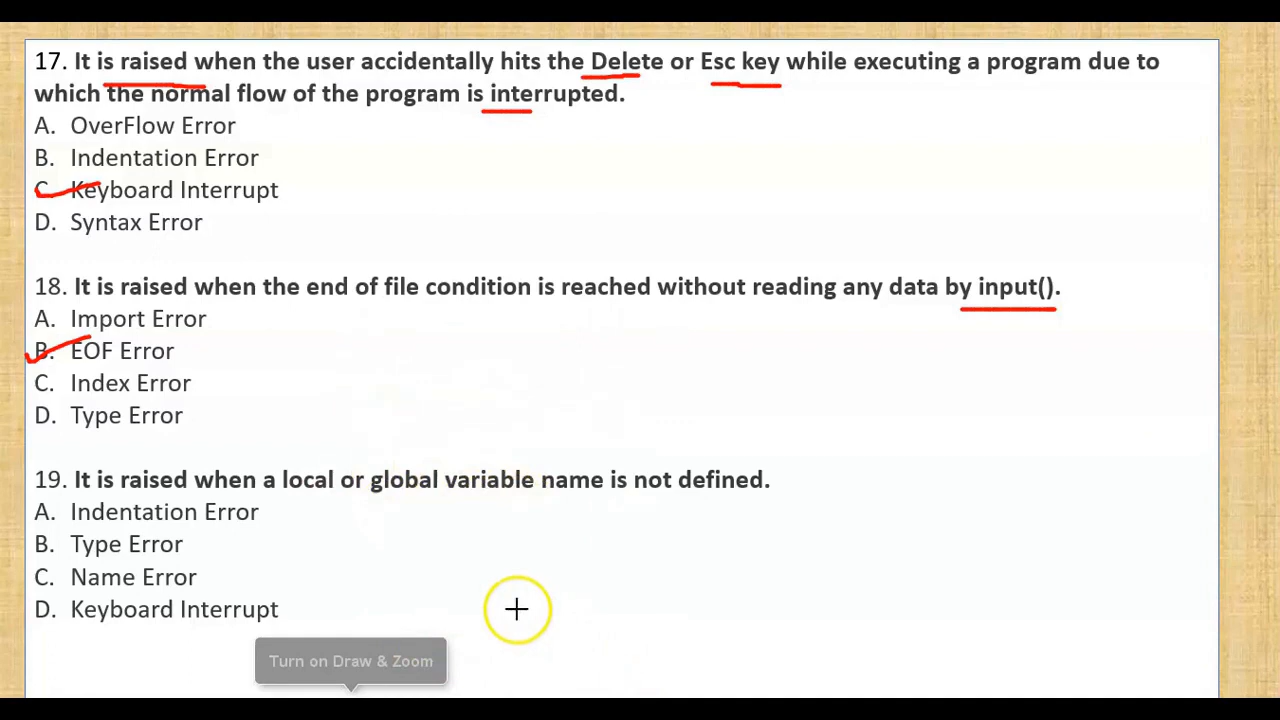 17. It is raised when the user accidentally hits the Delete or Esc key while executing a program due to
which the normal flow of the program is interrupted.
A. OverFlow Error
B. Indentation Error
C. Keyboard Interrupt
D. Syntax Error
18. It is raised when the end of file condition is reached without reading any data by input().
A. Import Error
B. EOF Error
C. Index Error
D. Type Error
19. It is raised when a local or global variable name is not defined.
A. Indentation Error
B. Type Error
C. Name Error
D. Keyboard Interrupt
Turn on Draw & Zoom